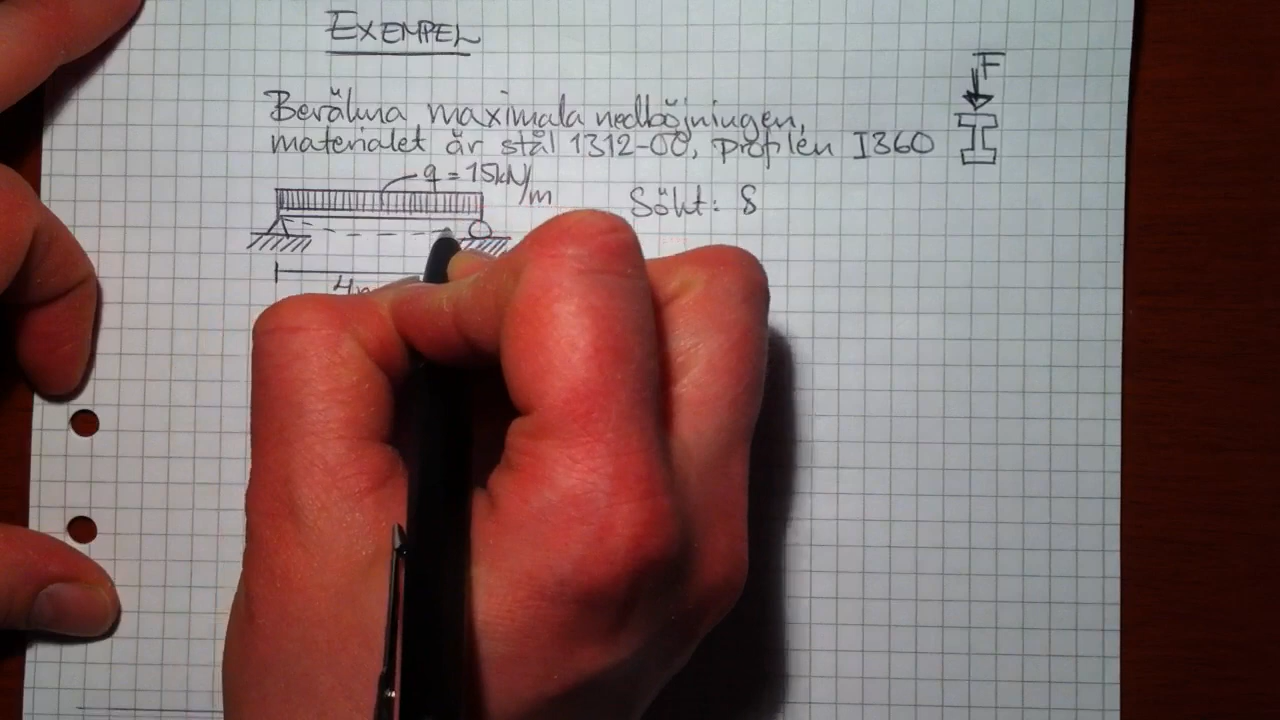 EXEMPEL
F
Beräkna maximala nedböjningen,
materialet är stål 1312-00, profilen I360
q = 15kN/m
Sökt: δ